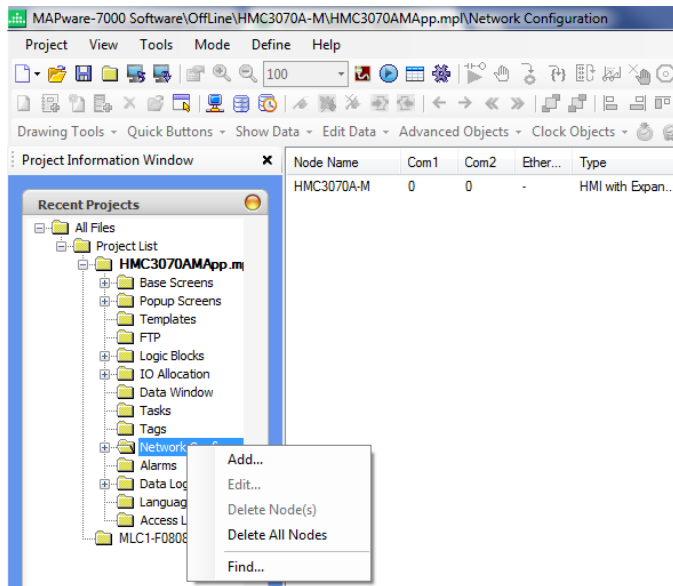 MAPware-7000 Software\OffLine\HMC3070A-M\HMC3070AMApp.mpl\Network Configuration
Project View Tools Mode Define Help
100
Drawing Tools Quick Buttons Show Data Edit Data Advanced Objects Clock Objects
Project Information Window
Node Name Com1 Com2 Ether... Type
HMC3070A-M 0 0 - HMI with Expan...
Recent Projects
All Files
Project List
HMC3070AMApp.m
Base Screens
Popup Screens
Templates
FTP
Logic Blocks
IO Allocation
Data Window
Tasks
Tags
Network
Alarms
Data Log
Languag
Access L
MLC1-F0808
Add...
Edit...
Delete Node(s)
Delete All Nodes
Find...